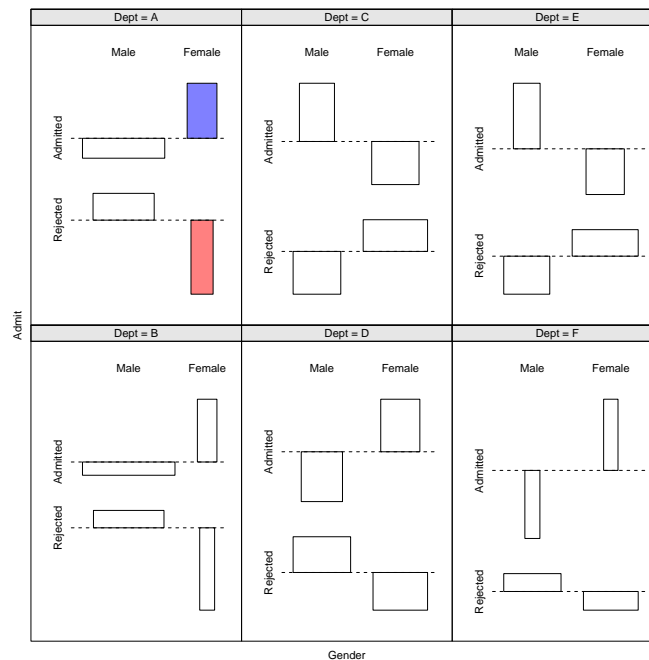 Dept = A
Dept = C
Dept = E
Male Female
Male Female
Male Female
Admitted
Rejected
Admitted
Rejected
Admitted
Rejected
Admit
Dept = B
Dept = D
Dept = F
Male Female
Male Female
Male Female
Admitted
Rejected
Admitted
Rejected
Admitted
Rejected
Gender